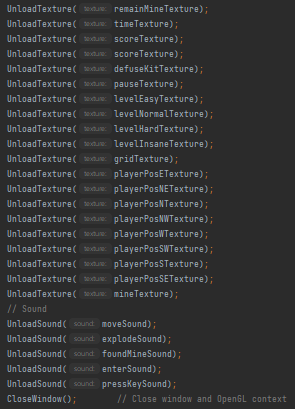 UnloadTexture( texture: remainMineTexture);
UnloadTexture( texture: timeTexture);
UnloadTexture( texture: scoreTexture);
UnloadTexture( texture: scoreTexture);
UnloadTexture( texture: defuseKitTexture);
UnloadTexture( texture: pauseTexture);
UnloadTexture( texture: levelEasyTexture);
UnloadTexture( texture: levelNormalTexture);
UnloadTexture( texture: levelHardTexture);
UnloadTexture( texture: levelInsaneTexture);
UnloadTexture( texture: gridTexture);
UnloadTexture( texture: playerPosETexture);
UnloadTexture( texture: playerPosNETexture);
UnloadTexture( texture: playerPosNTexture);
UnloadTexture( texture: playerPosNWTexture);
UnloadTexture( texture: playerPosWTexture);
UnloadTexture( texture: playerPosSWTexture);
UnloadTexture( texture: playerPosSTexture);
UnloadTexture( texture: playerPosSETexture);
UnloadTexture( texture: mineTexture);
// Sound
UnloadSound( sound: moveSound);
UnloadSound( sound: explodeSound);
UnloadSound( sound: foundMineSound);
UnloadSound( sound: enterSound);
UnloadSound( sound: pressKeySound);
CloseWindow(); // Close window and OpenGL context